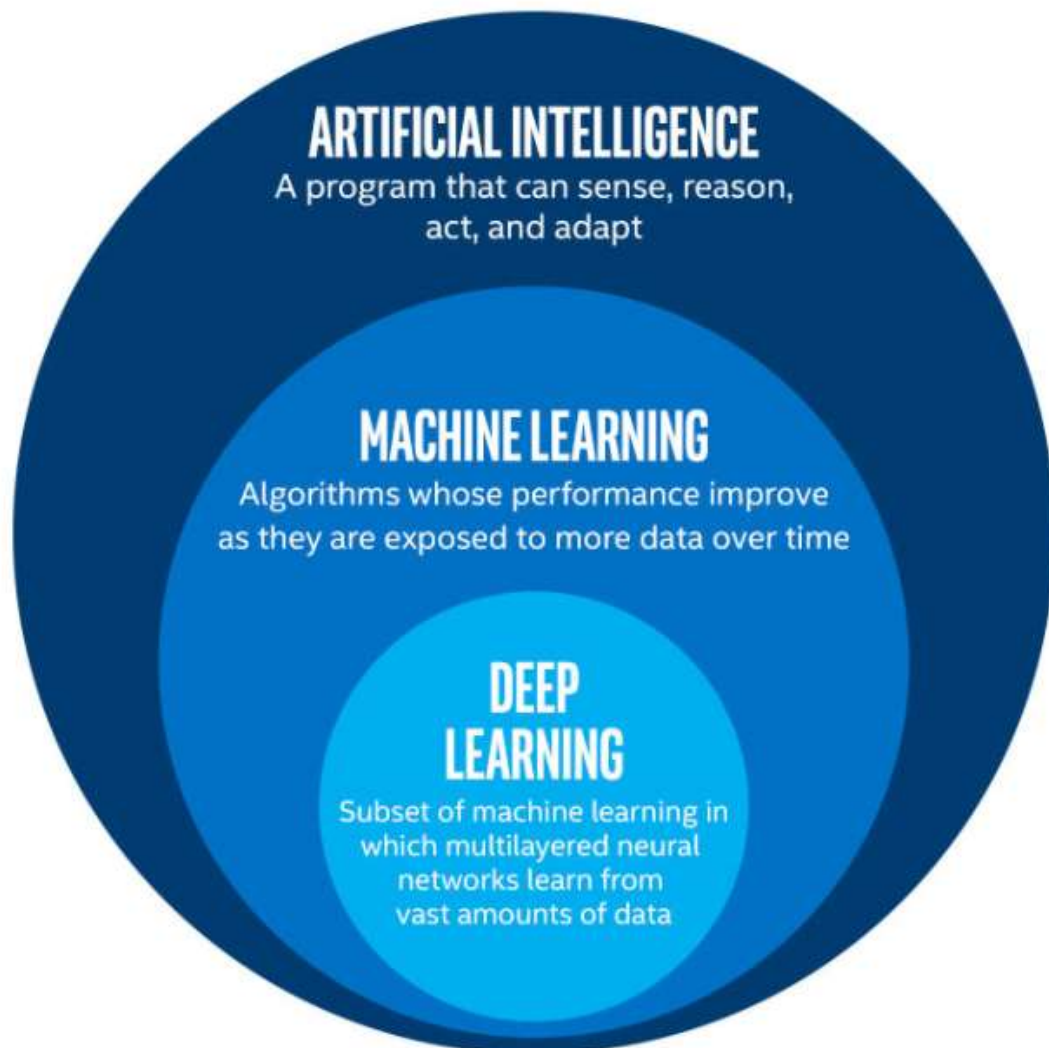 ARTIFICIAL INTELLIGENCE
A program that can sense, reason,
act, and adapt
MACHINE LEARNING
Algorithms whose performance improve
as they are exposed to more data over time
DEEP
LEARNING
Subset of machine learning in
which multilayered neural
networks learn from
vast amounts of data